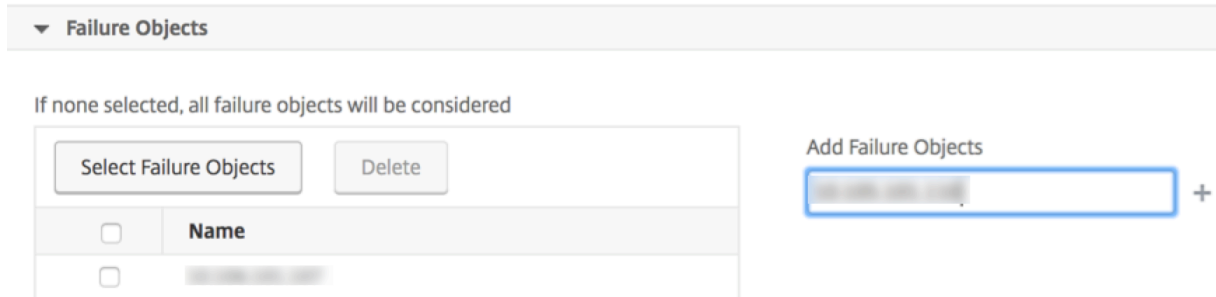 Failure Objects
If none selected, all failure objects will be considered
Select Failure Objects Delete
Name
Add Failure Objects
+